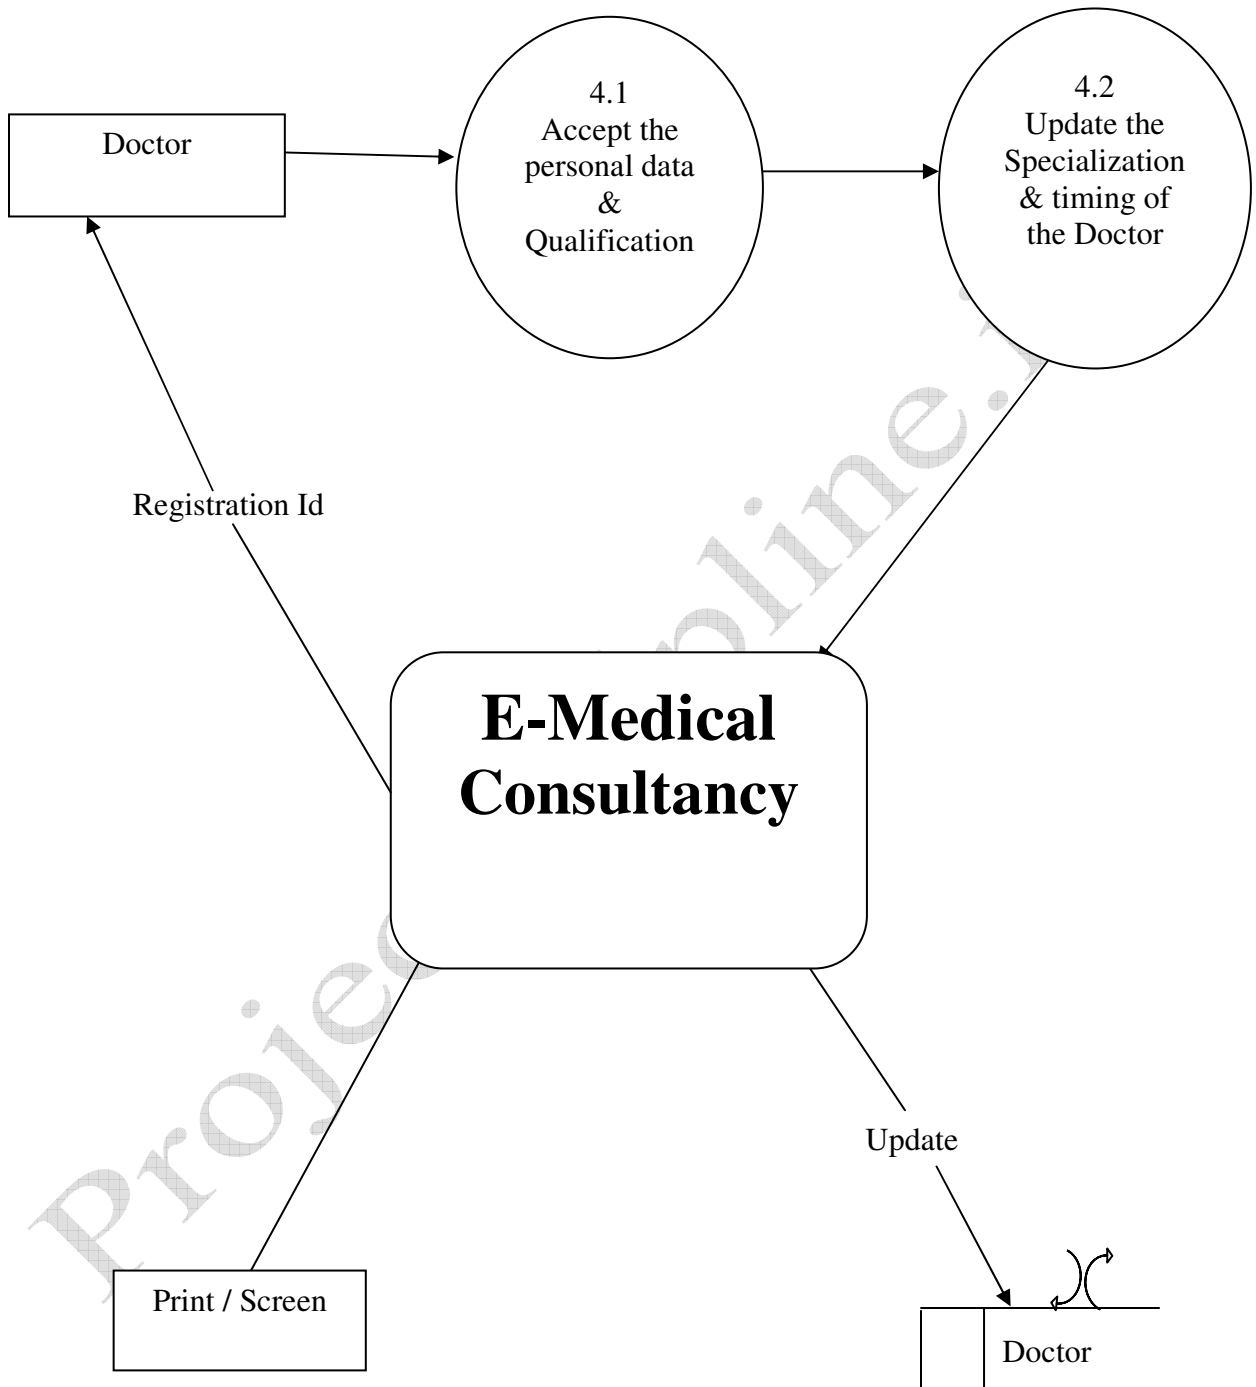 Doctor
4.1
Accept the
personal data
&
Qualification
4.2
Update the
Specialization
& timing of
the Doctor
Registration Id
E-Medical
Consultancy
Update
Print / Screen
Doctor